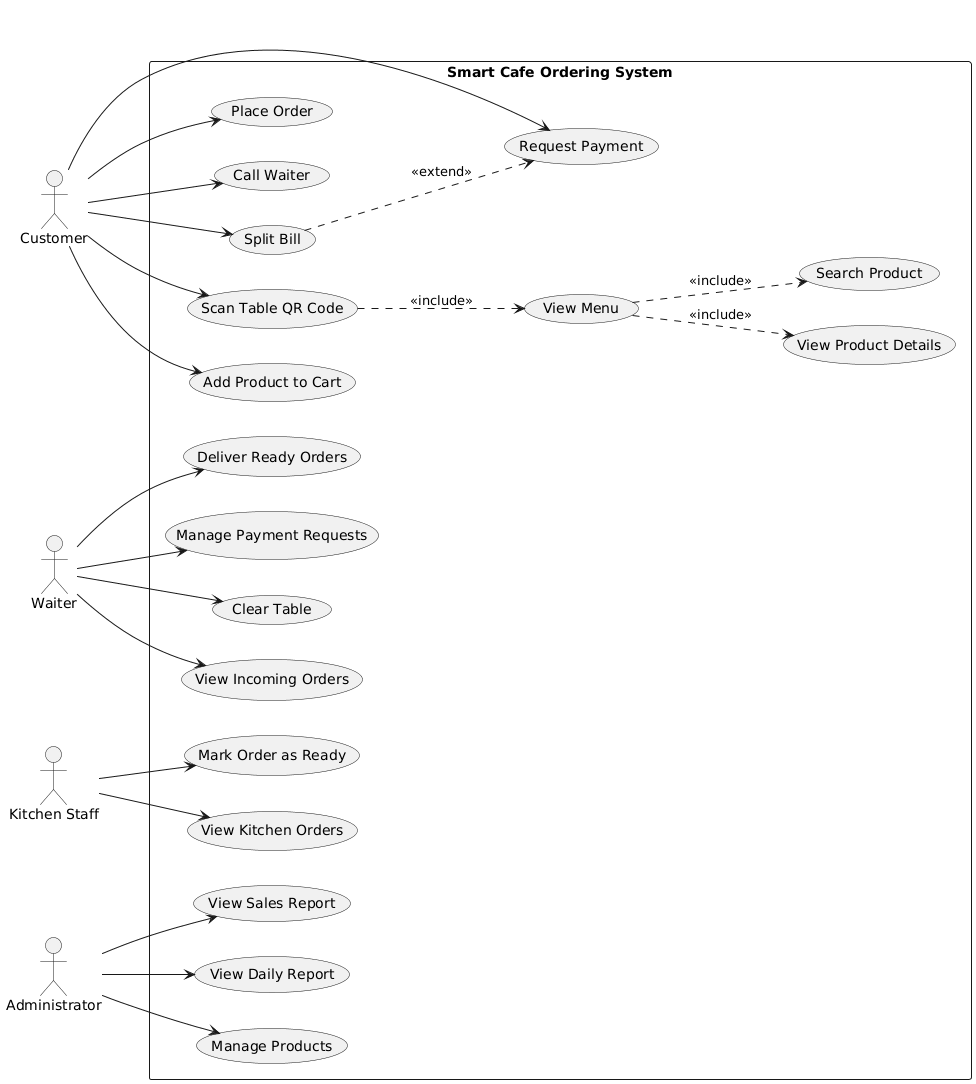 Smart Cafe Ordering System
Place Order
Request Payment
«extend»
Call Waiter
Customer
Split Bill
Search Product
«include»
Scan Table QR Code
«include»
View Menu
«include»
View Product Details
Add Product to Cart
Deliver Ready Orders
Manage Payment Requests
Waiter
Clear Table
View Incoming Orders
Mark Order as Ready
Kitchen Staff
View Kitchen Orders
View Sales Report
View Daily Report
Administrator
Manage Products